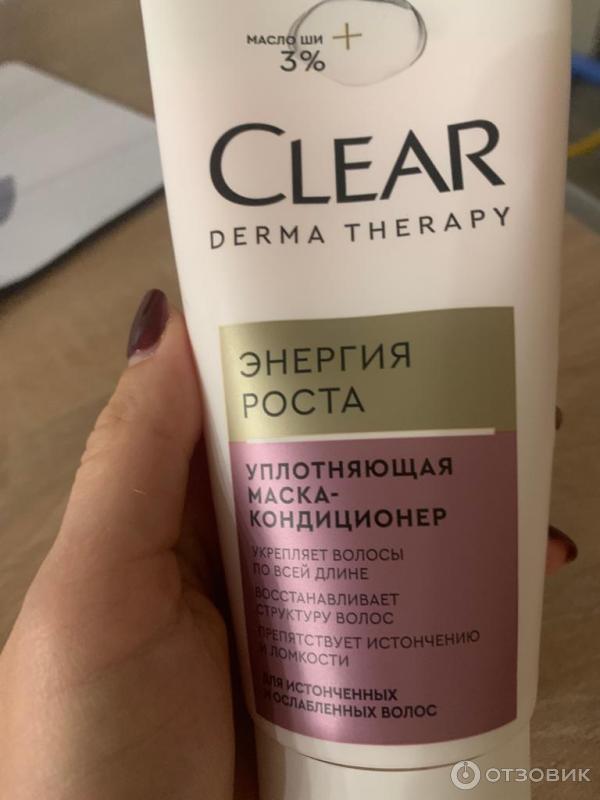 МАСЛО ШИ +
3%
CLEAR
DERMA THERAPY
ЭНЕРГИЯ
РОСТА
УПЛОТНЯЮЩАЯ
МАСКА-
КОНДИЦИОНЕР
УКРЕПЛЯЕТ ВОЛОСЫ
ПО ВСЕЙ ДЛИНЕ
ВОССТАНАВЛИВАЕТ
СТРУКТУРУ ВОЛОС
ПРЕПЯТСТВУЕТ ИСТОНЧЕНИЮ
И ЛОМКОСТИ
ДЛЯ ИСТОНЧЕННЫХ
И ОСЛАБЛЕННЫХ ВОЛОС
ОТЗОВИК